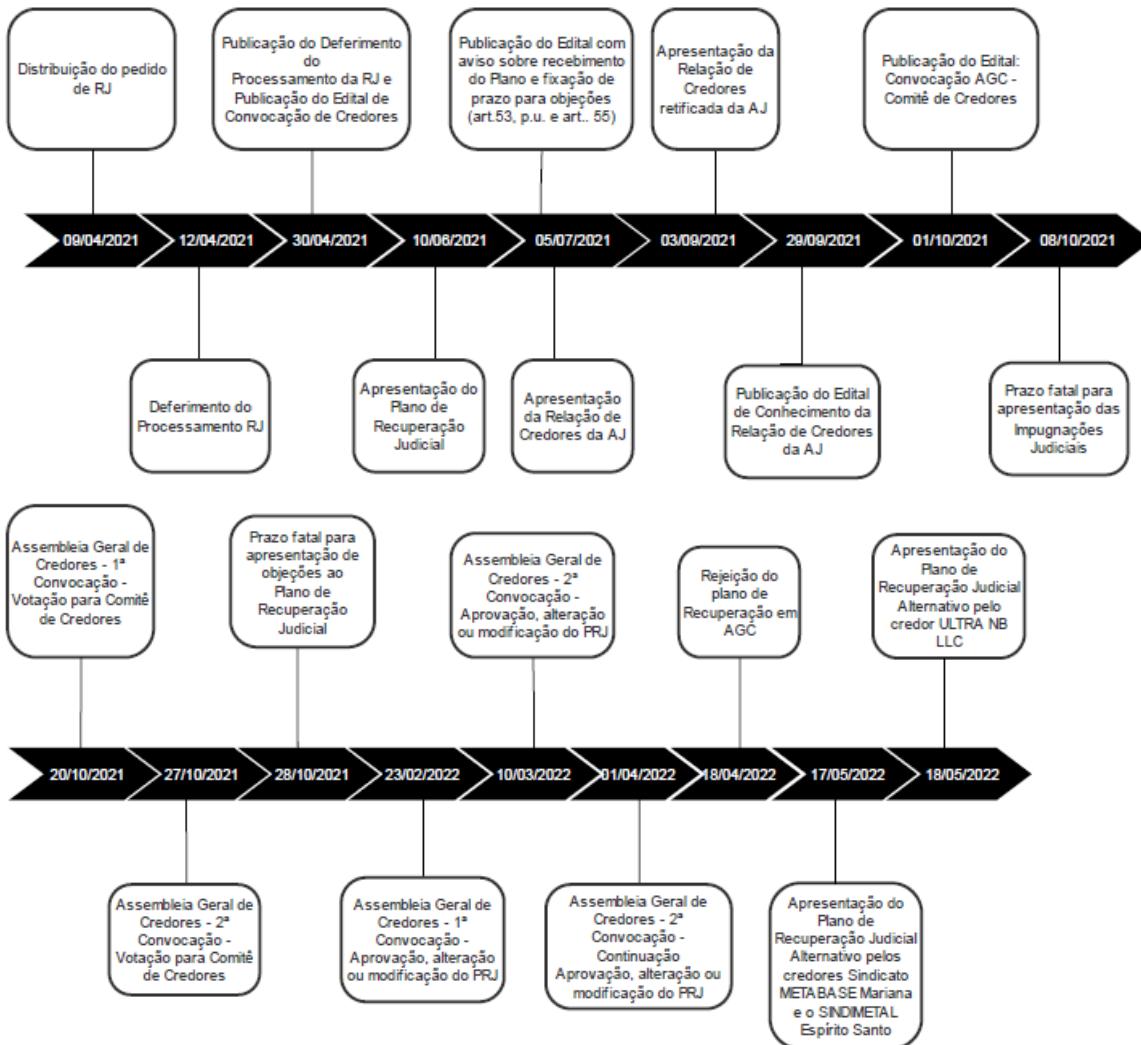 Distribuição do pedido
de RJ
Publicação do Deferimento
do
Processamento da RJ e
Publicação do Edital de
Convocação de Credores
Publicação do Edital com
aviso sobre recebimento
do Plano e fixação de
prazo para objeções
(art.53, p.u. e art.. 55)
Apresentação da
Relação de
Credores
retificada da AJ
Publicação do Edital:
Convocação AGC -
Comitê de Credores
09/04/2021
12/04/2021
30/04/2021
10/06/2021
05/07/2021
03/09/2021
29/09/2021
01/10/2021
08/10/2021
Deferimento do
Processamento RJ
Apresentação do
Plano de
Recuperação
Judicial
Apresentação
da Relação de
Credores da AJ
Publicação do Edital
de Conhecimento da
Relação de Credores
da AJ
Prazo fatal para
apresentação das
Impugnações
Judiciais
Assembleia Geral de
Credores - 1ª
Convocação -
Votação para Comitê
de Credores
Prazo fatal para
apresentação de
objeções ao
Plano de
Recuperação
Judicial
Assembleia Geral de
Credores - 2ª
Convocação -
Aprovação, alteração
ou modificação do PRJ
Rejeição do
plano de
Recuperação em
AGC
Apresentação do
Plano de
Recuperação Judicial
Alternativo pelo
credor ULTRA NB
LLC
20/10/2021
27/10/2021
28/10/2021
23/02/2022
10/03/2022
01/04/2022
18/04/2022
17/05/2022
18/05/2022
Assembleia Geral de
Credores - 2ª
Convocação -
Votação para Comitê
de Credores
Assembleia Geral de
Credores - 1ª
Convocação -
Aprovação, alteração
ou modificação do PRJ
Assembleia Geral de
Credores - 2ª
Convocação -
Continuação
Aprovação, alteração ou
modificação do PRJ
Apresentação do
Plano de
Recuperação Judicial
Alternativo pelos
credores Sindicato
METABASE Mariana
e o SINDIMETAL
Espírito Santo